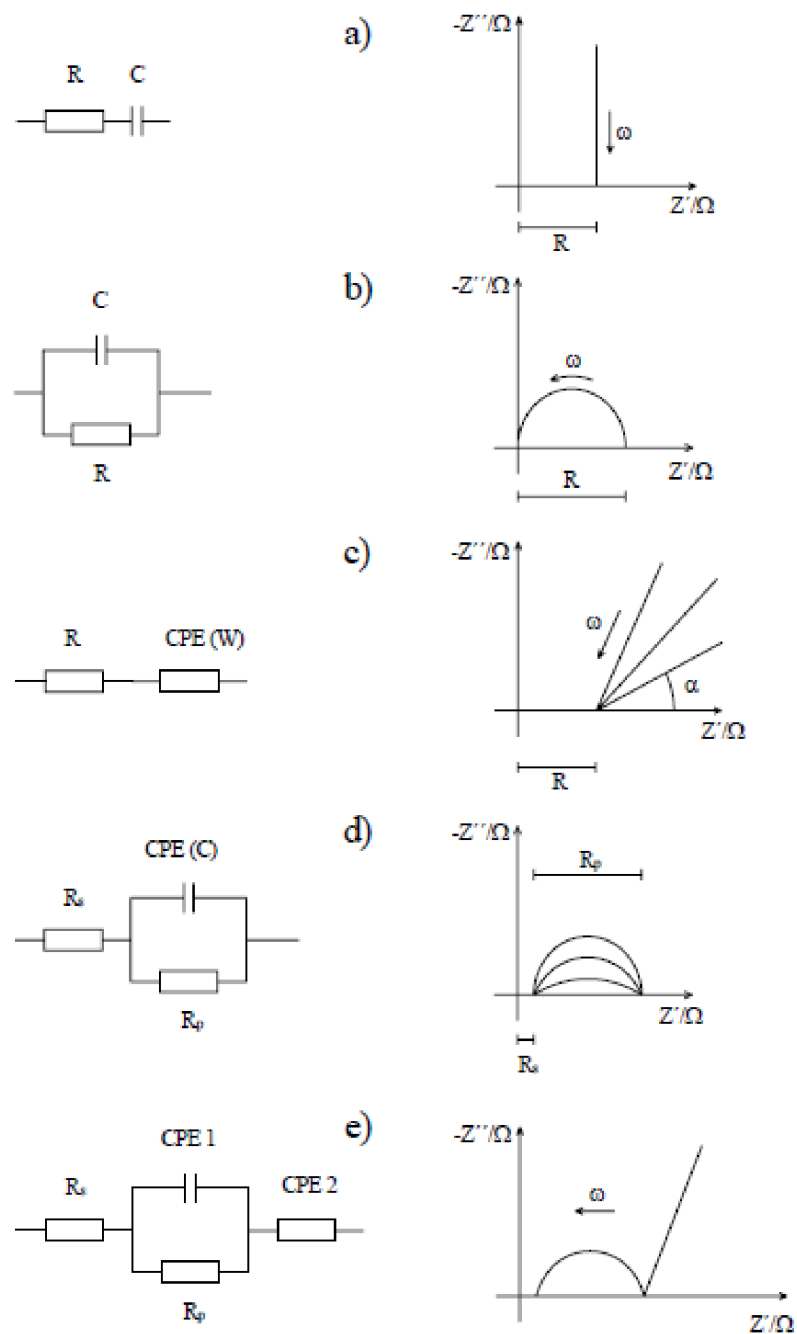 a)
-Z´´/Ω
R C
ω
Z´/Ω
R
b)
-Z´´/Ω
C
ω
R
Z´/Ω
R
c)
-Z´´/Ω
R CPE (W)
ω
α
Z´/Ω
R
d)
-Z´´/Ω
CPE (C)
Rₚ
Rₛ
Rₚ
Z´/Ω
Rₛ
e)
-Z´´/Ω
CPE 1
Rₛ CPE 2
ω
Rₚ
Z´/Ω